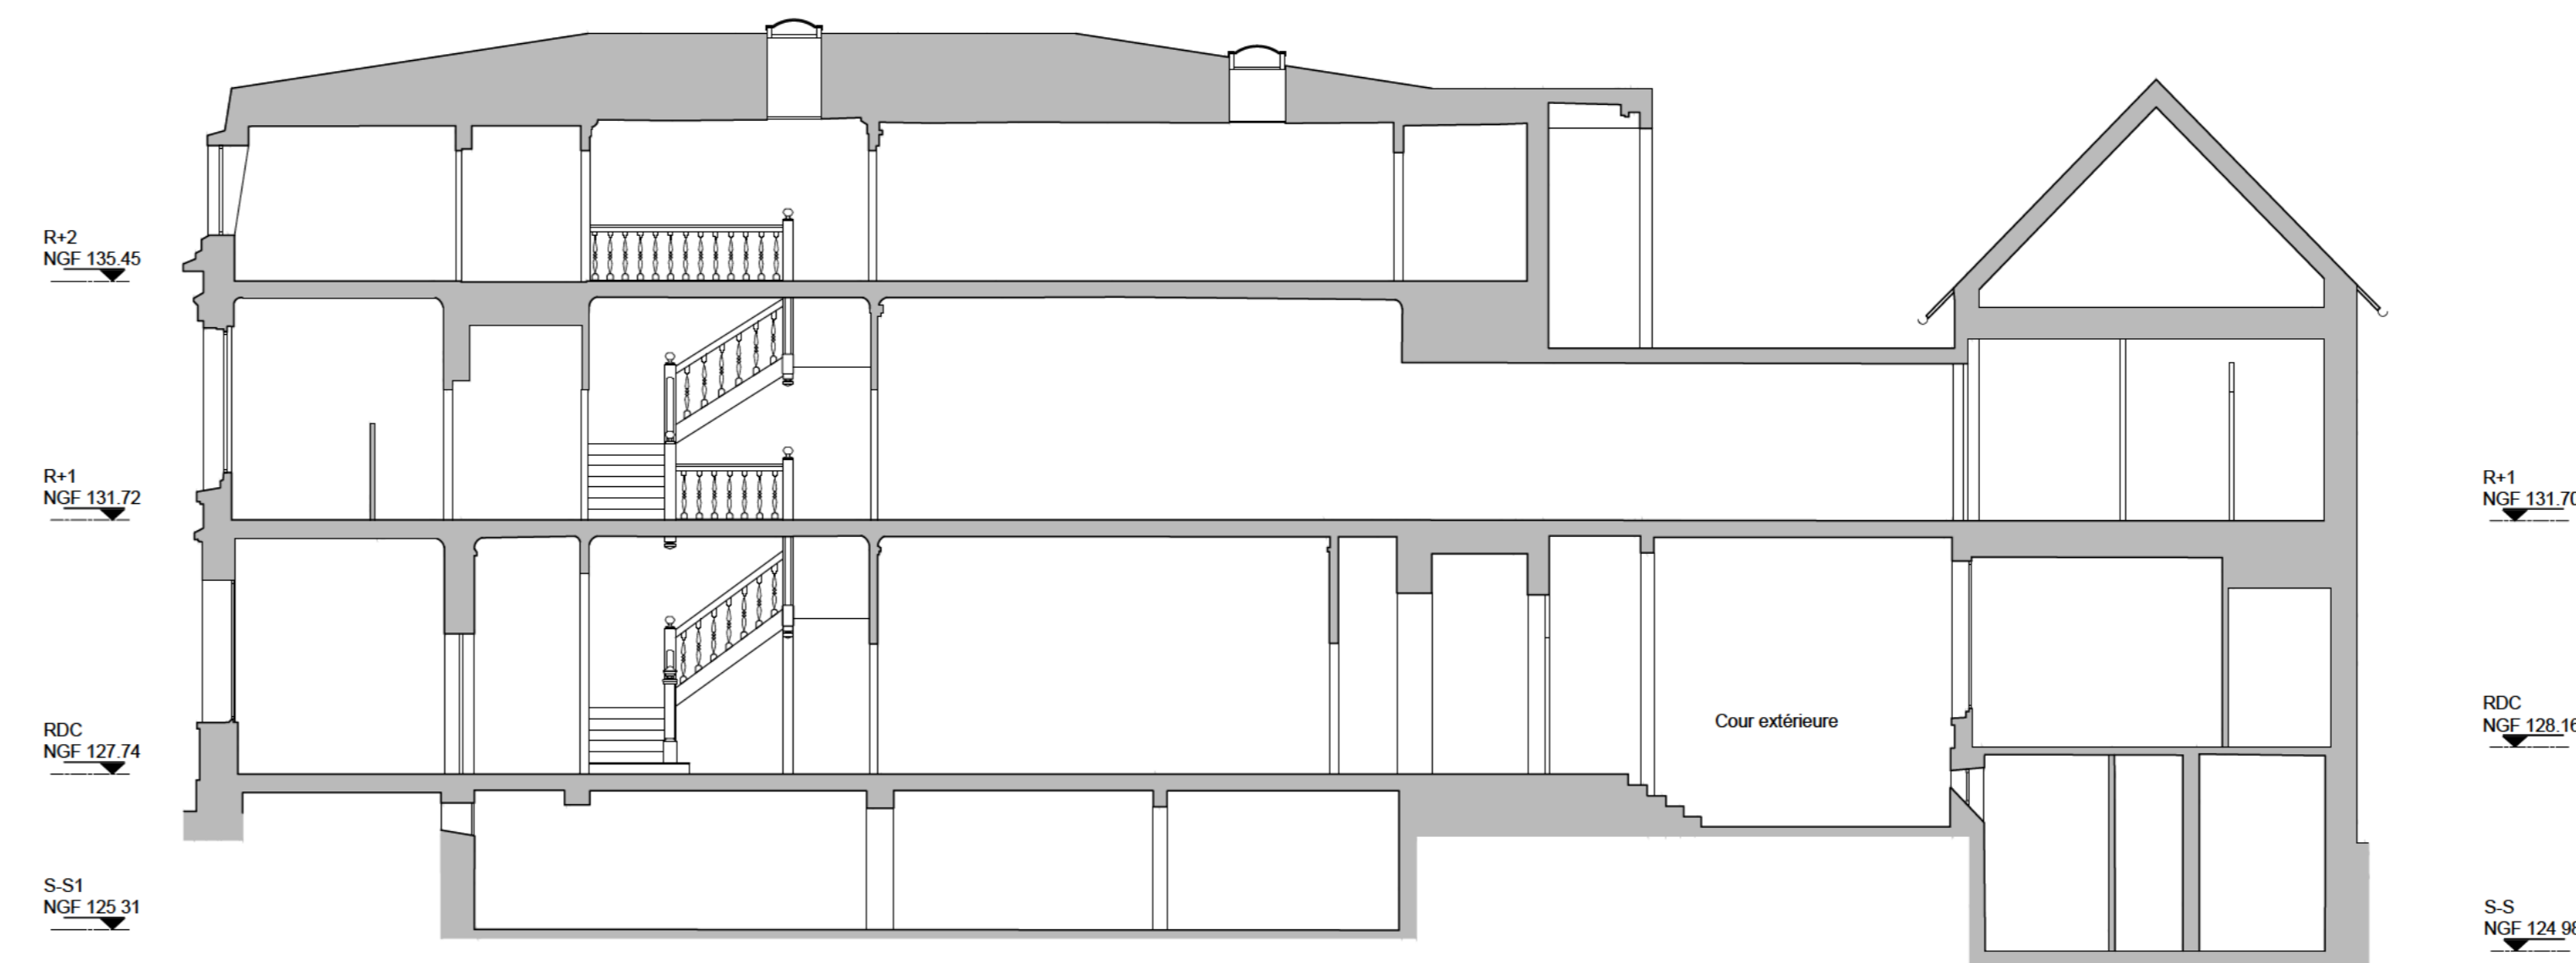 R+2
NGF 135.45
R+1
NGF 131.72
RDC
NGF 127.74
S-S1
NGF 125 31
Cour extérieure
R+1
NGF 131.70
RDC
NGF 128.16
S-S
NGF 124 98